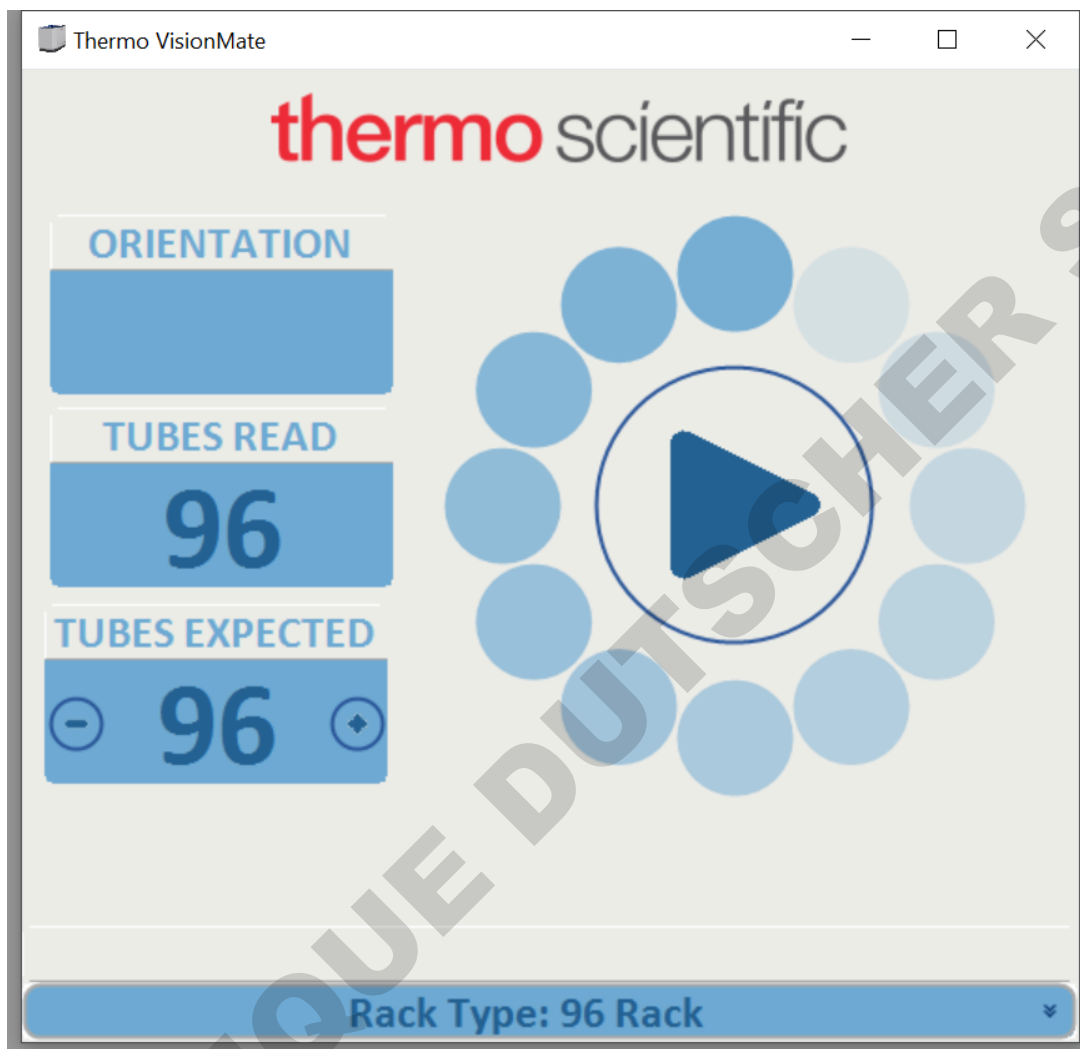 Thermo VisionMate
thermo scientific
ORIENTATION
TUBES READ
96
TUBES EXPECTED
96
Rack Type: 96 Rack
QUE DUTSCHER S